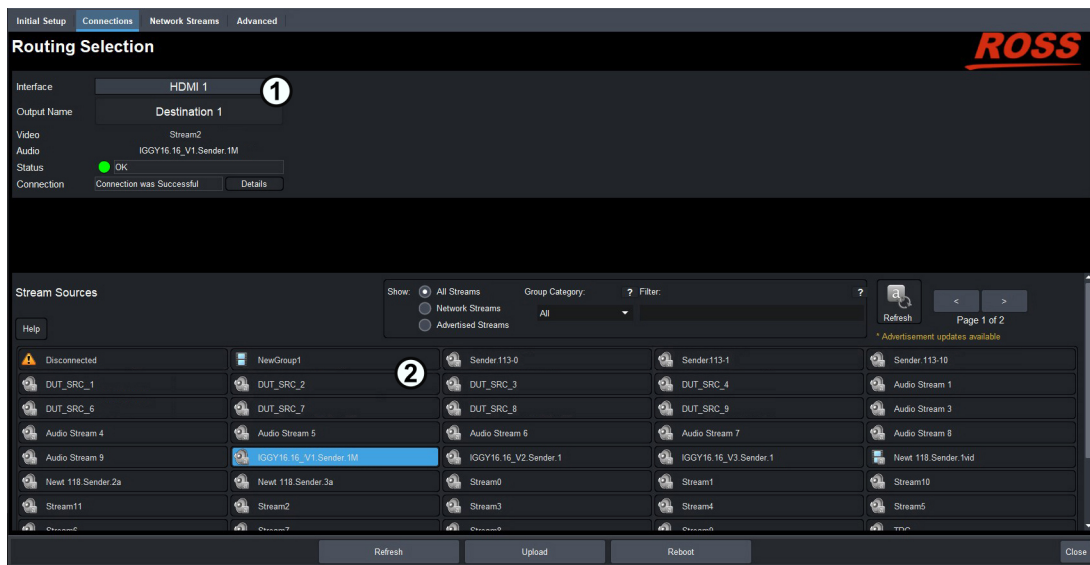 Initial Setup Connections Network Streams Advanced
Routing Selection
ROSS
Interface HDMI 1 1
Output Name Destination 1
Video Stream2
Audio IGGY16.16_V1.Sender.1M
Status OK
Connection Connection was Successful Details
Stream Sources
Show: All Streams Group Category: ? Filter: ?
Network Streams All
Advertised Streams
a Refresh < >
Page 1 of 2
* Advertisement updates available
Help
Disconnected NewGroup1 Sender113-0 Sender113-1 Sender.113-10
2
DUT_SRC_1 DUT_SRC_2 DUT_SRC_3 DUT_SRC_4 Audio Stream 1
DUT_SRC_6 DUT_SRC_7 DUT_SRC_8 DUT_SRC_9 Audio Stream 3
Audio Stream 4 Audio Stream 5 Audio Stream 6 Audio Stream 7 Audio Stream 8
Audio Stream 9 IGGY16.16_V1.Sender.1M IGGY16.16_V2.Sender.1 IGGY16.16_V3.Sender.1 Newt 118.Sender.1vid
Newt 118.Sender.2a Newt 118.Sender.3a Stream0 Stream1 Stream10
Stream11 Stream2 Stream3 Stream4 Stream5
Stream6 Stream7 Stream8 Stream9
Refresh Upload Reboot Close